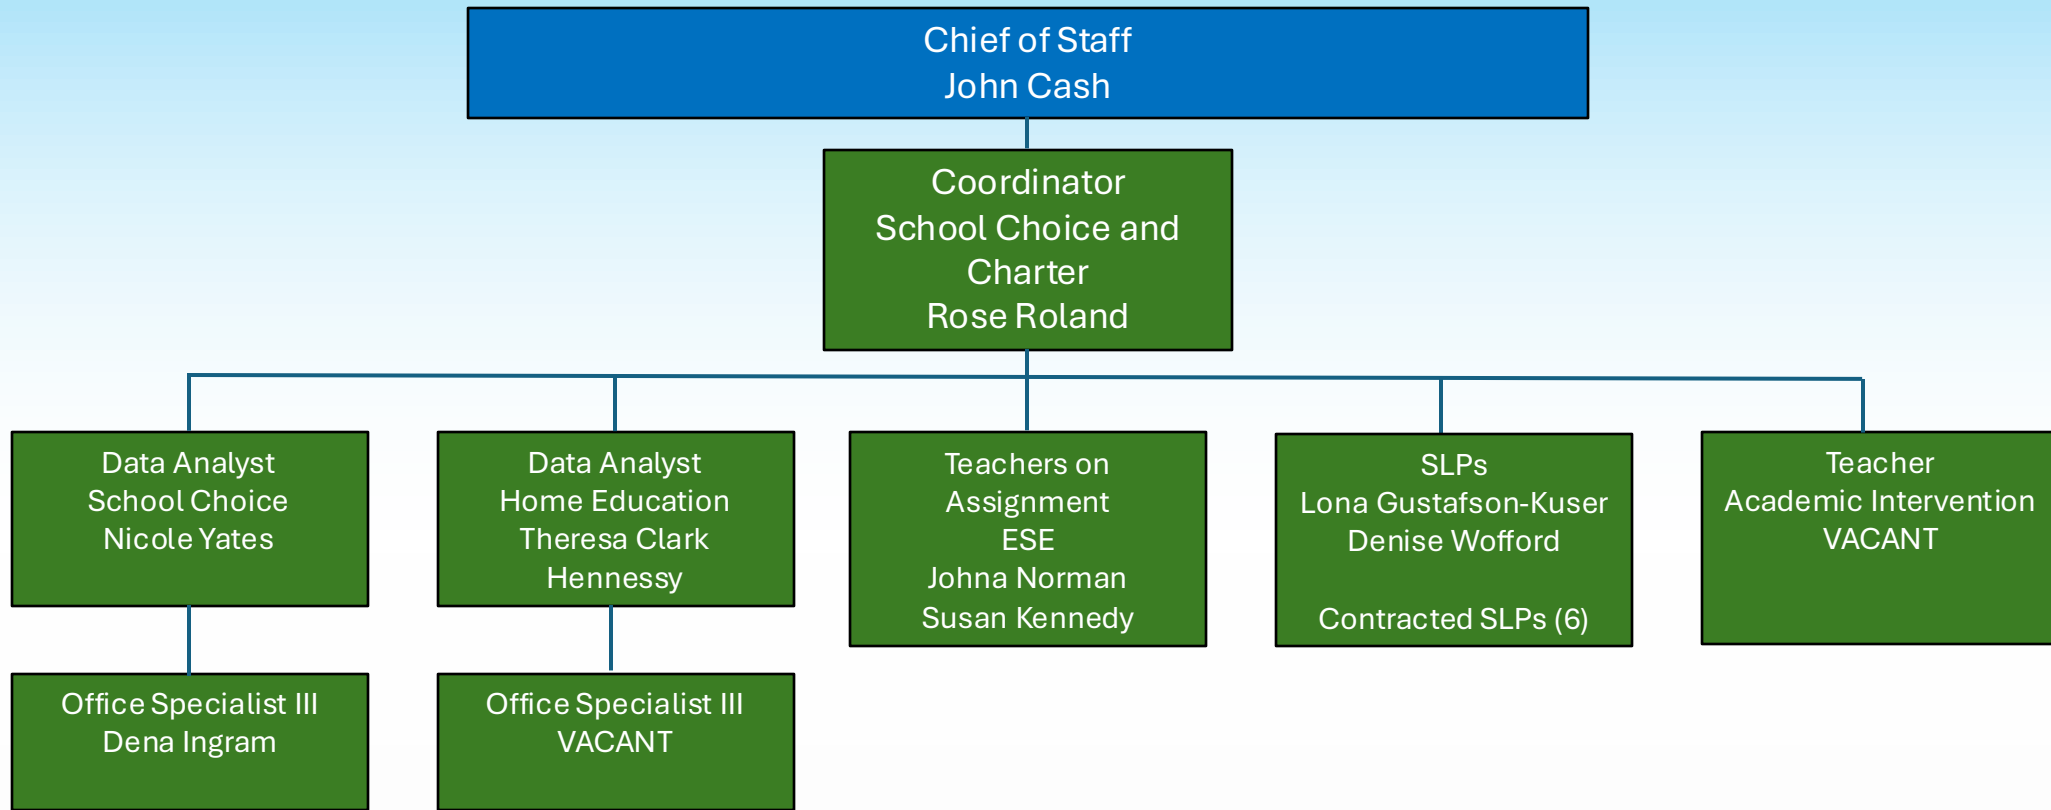 Chief of Staff
John Cash
Coordinator
School Choice and
Charter
Rose Roland
Data Analyst
School Choice
Nicole Yates
Data Analyst
Home Education
Theresa Clark
Hennessy
Teachers on
Assignment
ESE
Johna Norman
Susan Kennedy
SLPs
Lona Gustafson-Kuser
Denise Wofford
Contracted SLPs (6)
Teacher
Academic Intervention
VACANT
Office Specialist III
Dena Ingram
Office Specialist III
VACANT